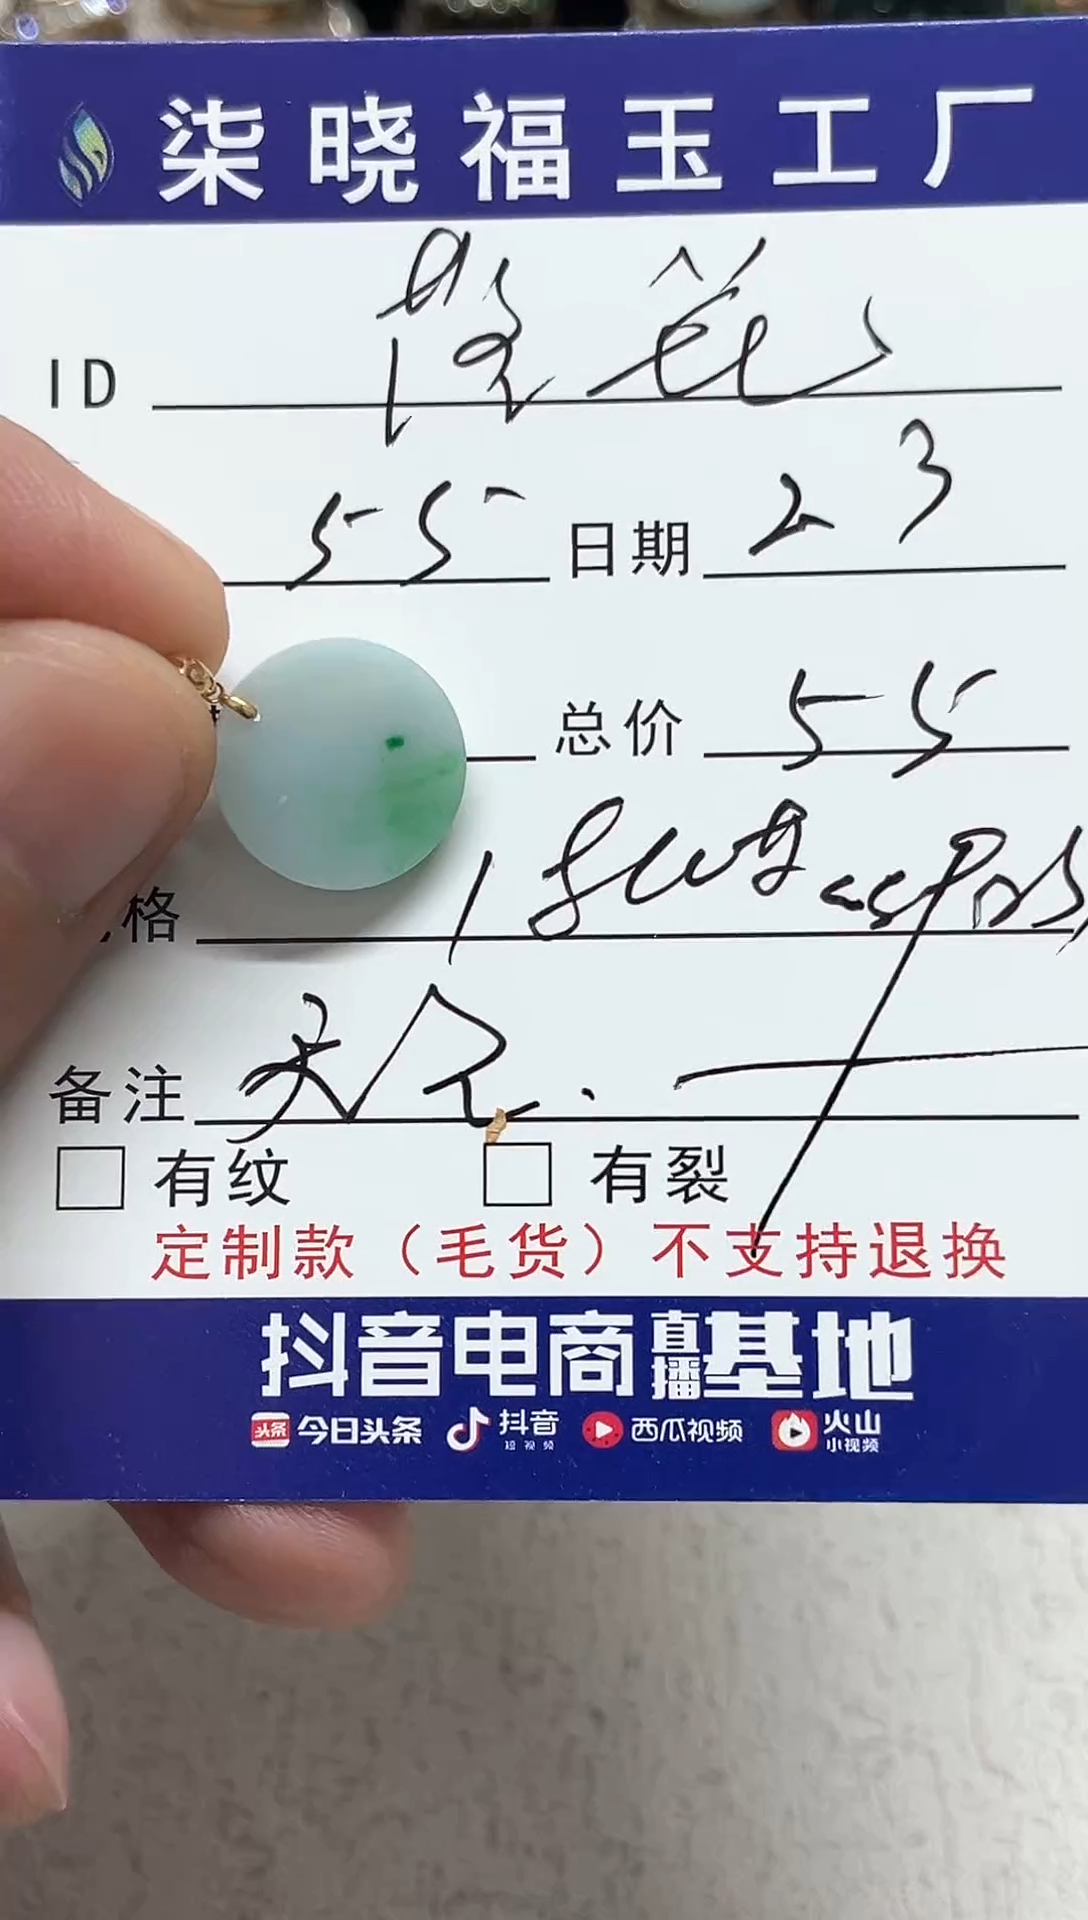 柒晓福玉工厂
ID
55 日期 23
总价 55
格 18k
备注 天然.
有纹 有裂
定制款（毛货）不支持退换
抖音电商直播基地
头条 今日头条 抖音 短视频 西瓜视频 火山 小视频